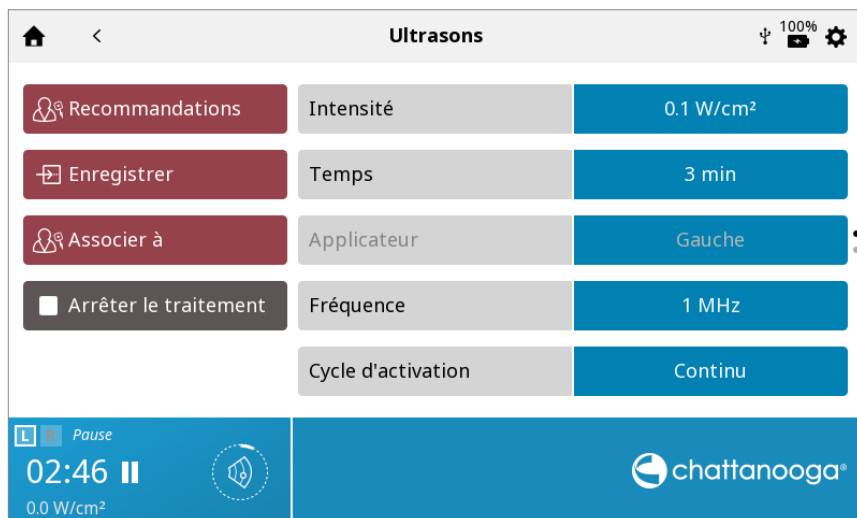 Ultrasons
100%
Recommandations
Intensité
0.1 W/cm²
Enregistrer
Temps
3 min
Associer à
Applicateur
Gauche
Arrêter le traitement
Fréquence
1 MHz
Cycle d'activation
Continu
L R Pause
02:46
0.0 W/cm²
chattanooga®